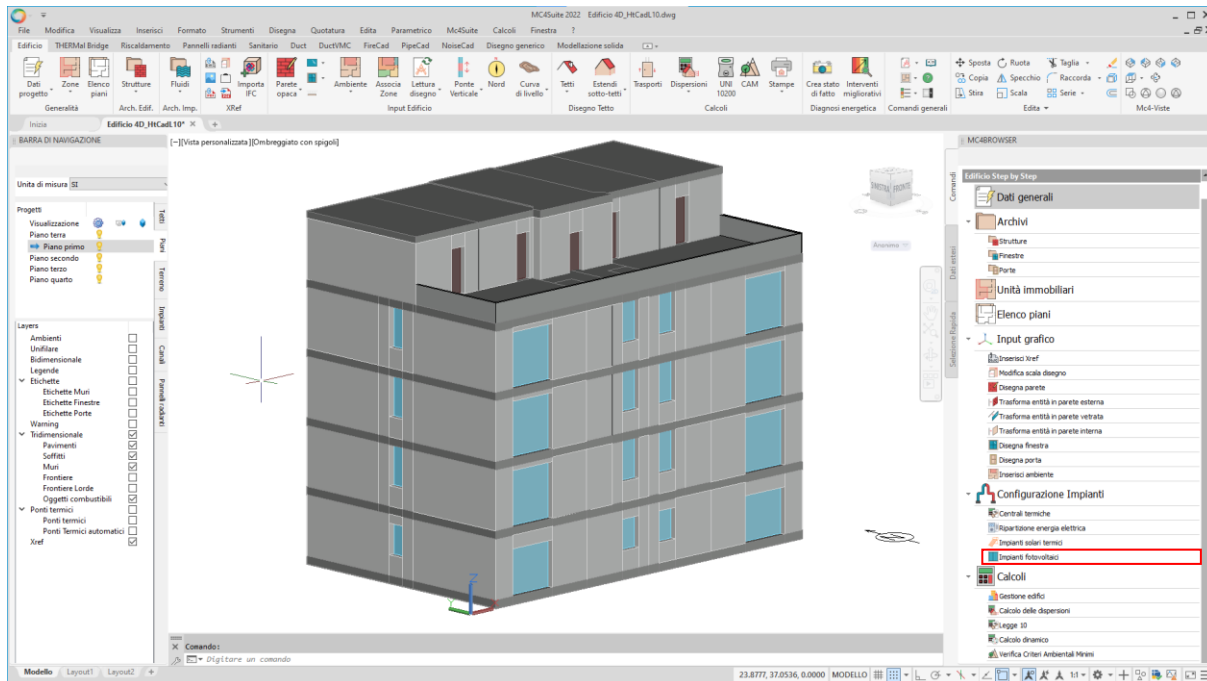 MC4Suite 2022 Edificio 4D_HtCadL10.dwg
File Modifica Visualizza Inserisci Formato Strumenti Disegna Quotatura Edita Parametrico Mc4Suite Calcoli Finestra ?
Edificio THERMal Bridge Riscaldamento Pannelli radianti Sanitario Duct DuctVMC FireCad PipeCad NoiseCad Disegno generico Modellazione solida
Dati progetto Zone Elenco piani Strutture Fluidi Importa IFC Parete opaca Ambiente Associa Zone Lettura disegno Ponte Verticale Nord Curva di livello Tetti Estendi sotto-tetti Trasporti Dispersioni UNI 10200 CAM Stampe Crea stato di fatto Interventi migliorativi
Sposta Ruota Taglia
Copia Specchio Raccorda
Stira Scala Serie
Generalità Arch. Edif. Arch. Imp. XRef Input Edificio Disegno Tetto Calcoli Diagnosi energetica Comandi generali Edita Mc4-Viste
Inizia Edificio 4D_HtCadL10*
BARRA DI NAVIGAZIONE
Unita di misura SI
Progetti
Visualizzazione
Piano terra
Piano primo
Piano secondo
Piano terzo
Piano quarto
Tetti
Piani
Terreno
Impianti
Canali
Pannelli radianti
Layers
Ambienti
Unifilare
Bidimensionale
Legende
Etichette
Etichette Muri
Etichette Finestre
Etichette Porte
Warning
Tridimensionale
Pavimenti
Soffitti
Muri
Frontiere
Frontiere Lorde
Oggetti combustibili
Ponti termici
Ponti termici
Ponti Termici automatici
Xref
[−][Vista personalizzata][Ombreggiato con spigoli]
SINISTRA FRONTE
Anonimo
Z
Y
Comando:
Digitare un comando
Comandi
Dati estesi
Selezione Rapida
MC4BROWSER
Edificio Step by Step
Dati generali
Archivi
Strutture
Finestre
Porte
Unità immobiliari
Elenco piani
Input grafico
Inserisci Xref
Modifica scala disegno
Disegna parete
Trasforma entità in parete esterna
Trasforma entità in parete vetrata
Trasforma entità in parete interna
Disegna finestra
Disegna porta
Inserisci ambiente
Configurazione Impianti
Centrali termiche
Ripartizione energia elettrica
Impianti solari termici
Impianti fotovoltaici
Calcoli
Gestione edifici
Calcolo delle dispersioni
Legge 10
Calcolo dinamico
Verifica Criteri Ambientali Minimi
Modello Layout1 Layout2 +
23.8777, 37.0536, 0.0000 MODELLO 1:1